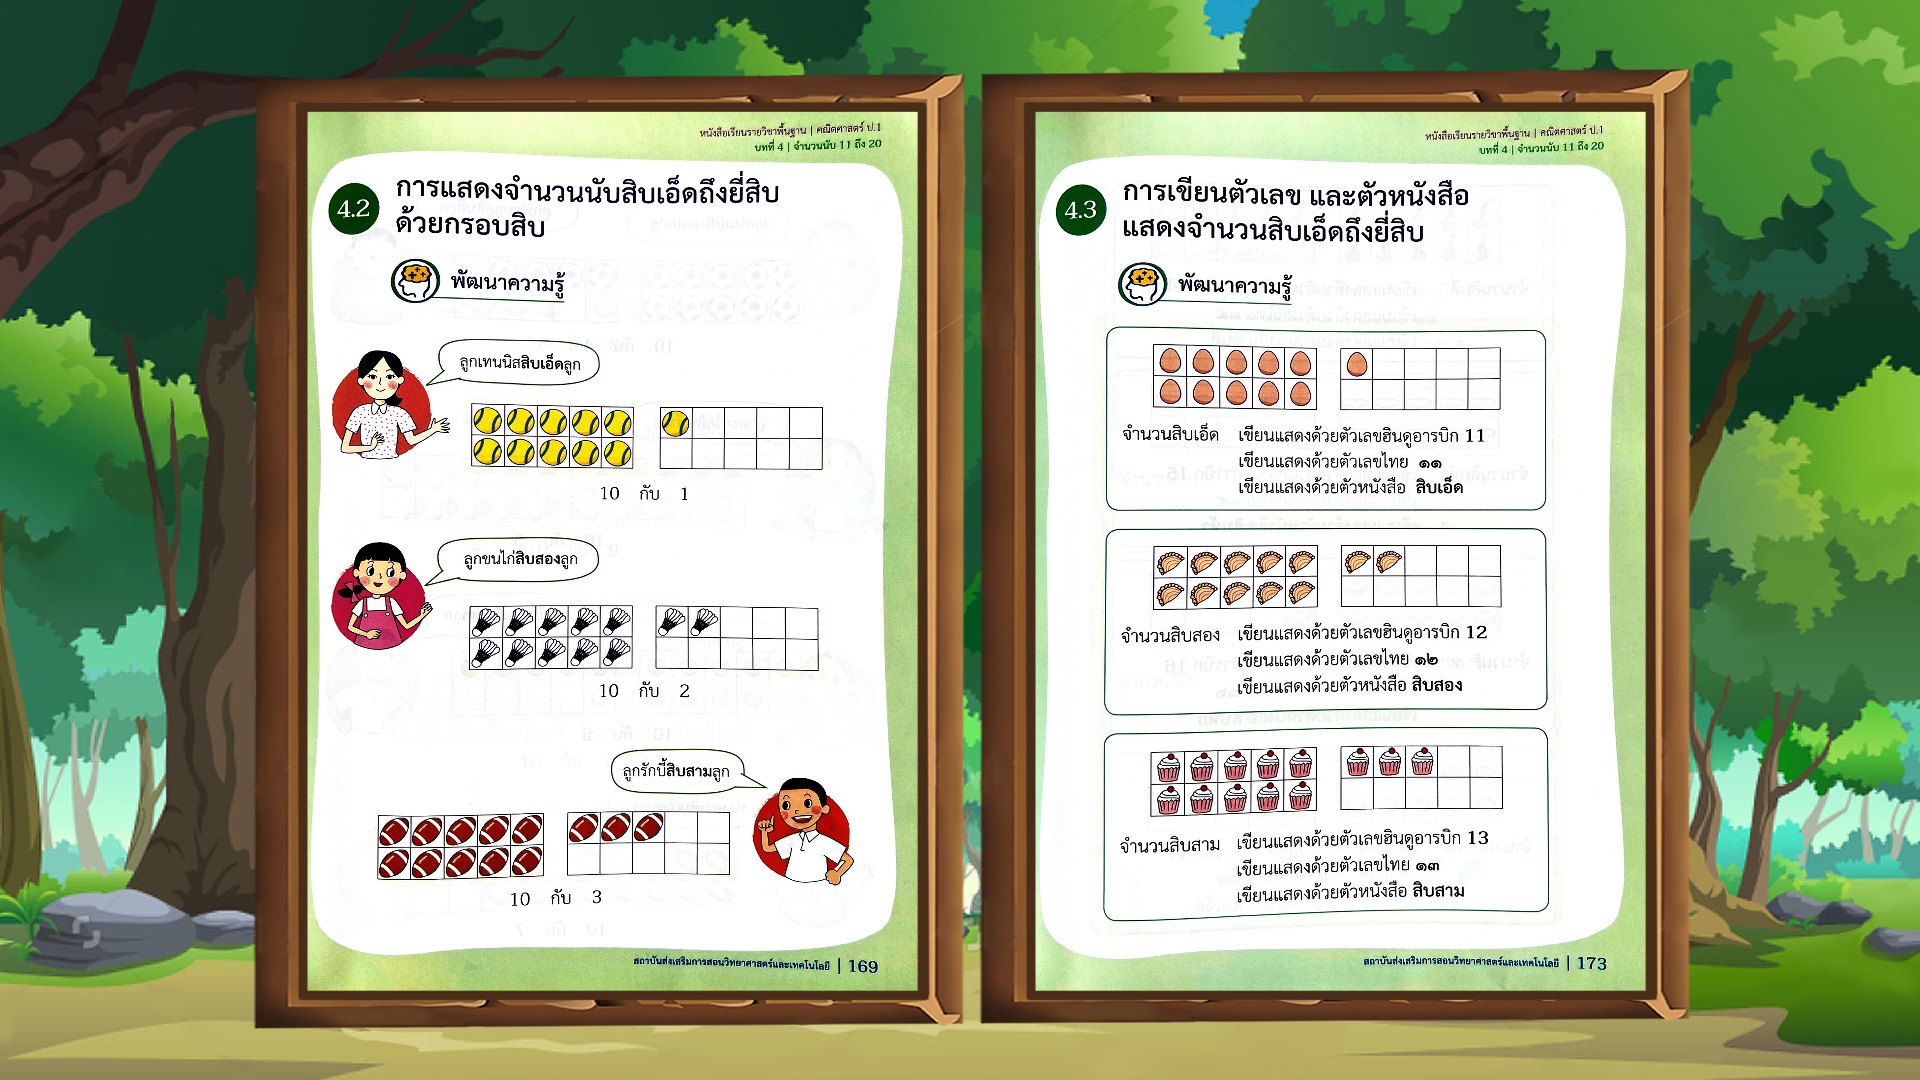 หนังสือเรียนรายวิชาพื้นฐาน | คณิตศาสตร์ ป.1
บทที่ 4 | จำนวนนับ 11 ถึง 20
4.2
การแสดงจำนวนนับสิบเอ็ดถึงยี่สิบ
ด้วยกรอบสิบ
พัฒนาความรู้
ลูกเทนนิสสิบเอ็ดลูก
10 กับ 1
ลูกขนไก่สิบสองลูก
10 กับ 2
ลูกรักบี้สิบสามลูก
10 กับ 3
สถาบันส่งเสริมการสอนวิทยาศาสตร์และเทคโนโลยี | 169
หนังสือเรียนรายวิชาพื้นฐาน | คณิตศาสตร์ ป.1
บทที่ 4 | จำนวนนับ 11 ถึง 20
4.3
การเขียนตัวเลข และตัวหนังสือ
แสดงจำนวนสิบเอ็ดถึงยี่สิบ
พัฒนาความรู้
จำนวนสิบเอ็ด เขียนแสดงด้วยตัวเลขฮินดูอารบิก 11
เขียนแสดงด้วยตัวเลขไทย ๑๑
เขียนแสดงด้วยตัวหนังสือ สิบเอ็ด
จำนวนสิบสอง เขียนแสดงด้วยตัวเลขฮินดูอารบิก 12
เขียนแสดงด้วยตัวเลขไทย ๑๒
เขียนแสดงด้วยตัวหนังสือ สิบสอง
จำนวนสิบสาม เขียนแสดงด้วยตัวเลขฮินดูอารบิก 13
เขียนแสดงด้วยตัวเลขไทย ๑๓
เขียนแสดงด้วยตัวหนังสือ สิบสาม
สถาบันส่งเสริมการสอนวิทยาศาสตร์และเทคโนโลยี | 173